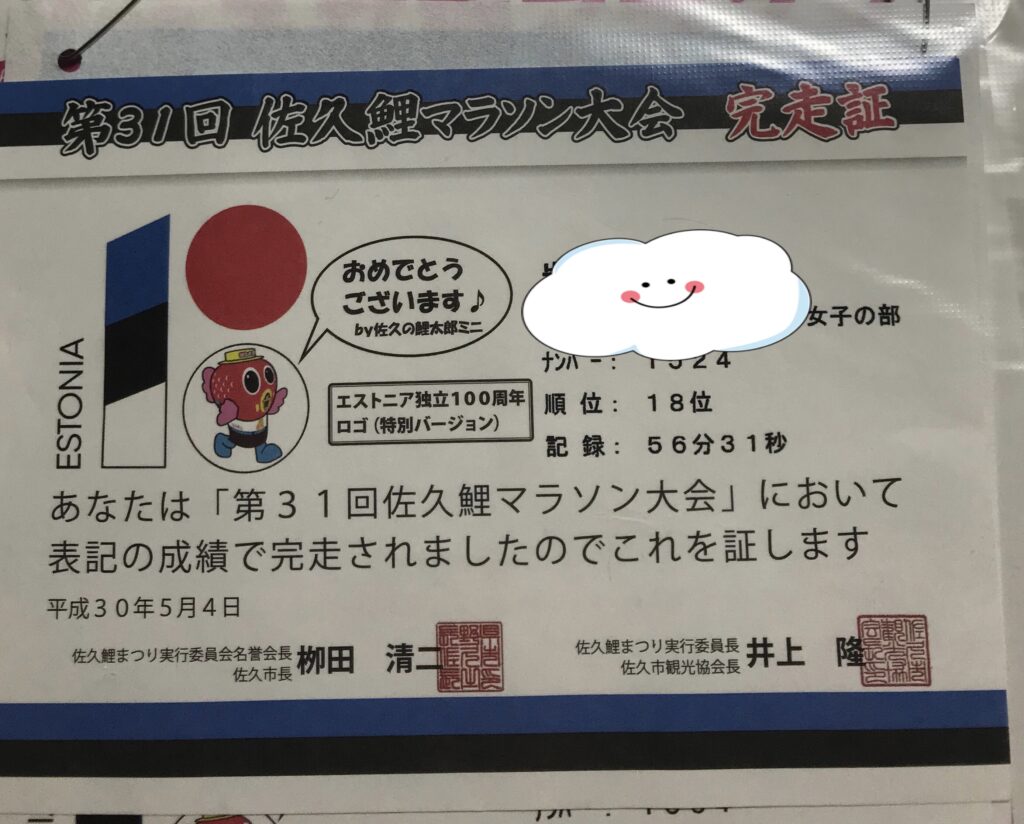 第31回 佐久鯉マラソン大会 完走証
ESTONIA
おめでとう
ございます♪
by佐久の鯉太郎ミニ
エストニア独立100周年
ロゴ（特別バージョン）
女子の部
ﾅﾝﾊﾞｰ： 1524
順 位： 18位
記 録： 56分31秒
あなたは「第31回佐久鯉マラソン大会」において
表記の成績で完走されましたのでこれを証します
平成30年5月4日
佐久鯉まつり実行委員会名誉会長
佐久市長
栁田 清二
佐久鯉まつり実行委員長
佐久市観光協会長
井上 隆